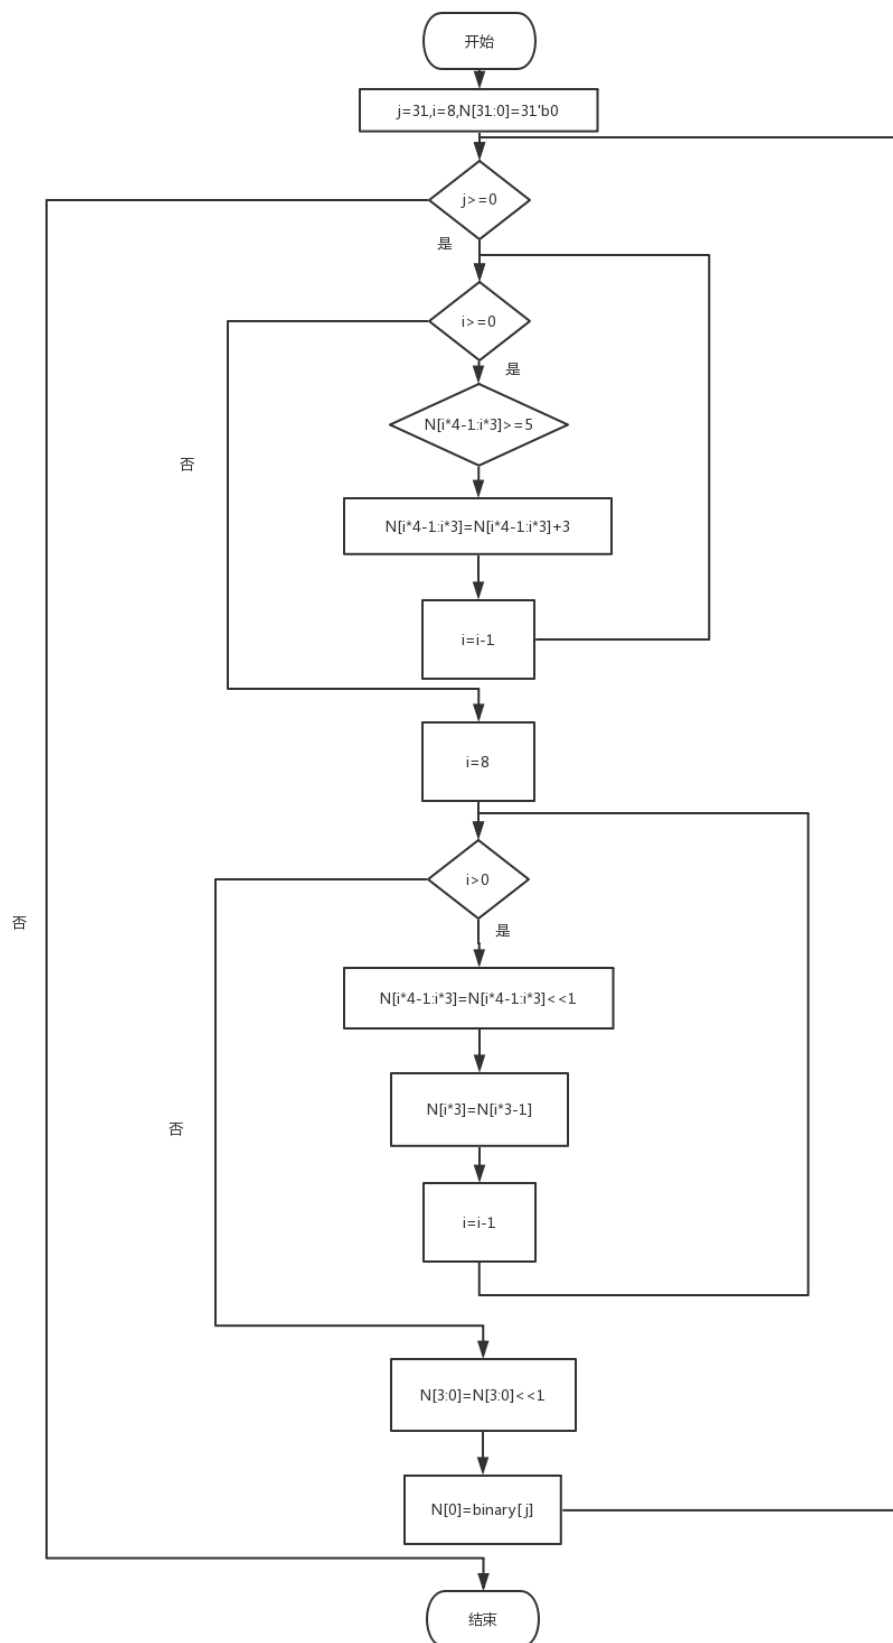 开始
j=31,i=8,N[31:0]=31'b0
j>=0
是
i>=0
是
N[i*4-1:i*3]>=5
否
N[i*4-1:i*3]=N[i*4-1:i*3]+3
i=i-1
i=8
i>0
否
是
N[i*4-1:i*3]=N[i*4-1:i*3]<<1
N[i*3]=N[i*3-1]
否
i=i-1
N[3:0]=N[3:0]<<1
N[0]=binary[j]
结束